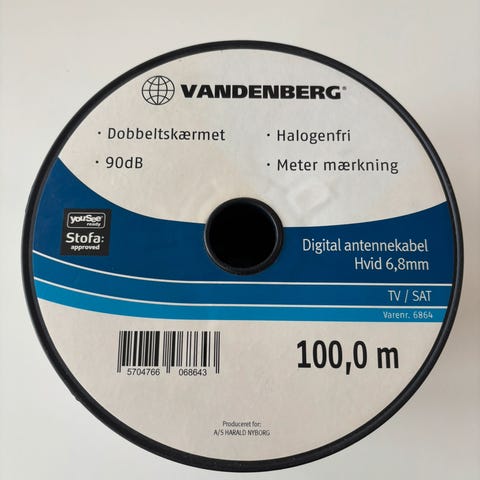 VANDENBERG®
· Dobbeltskærmet
· Halogenfri
· 90dB
· Meter mærkning
youSee
ready
Stofa:
approved
Digital antennekabel
Hvid 6,8mm
TV / SAT
Varenr. 6864
100,0 m
5704766 068643
Produceret for:
A/S HARALD NYBORG